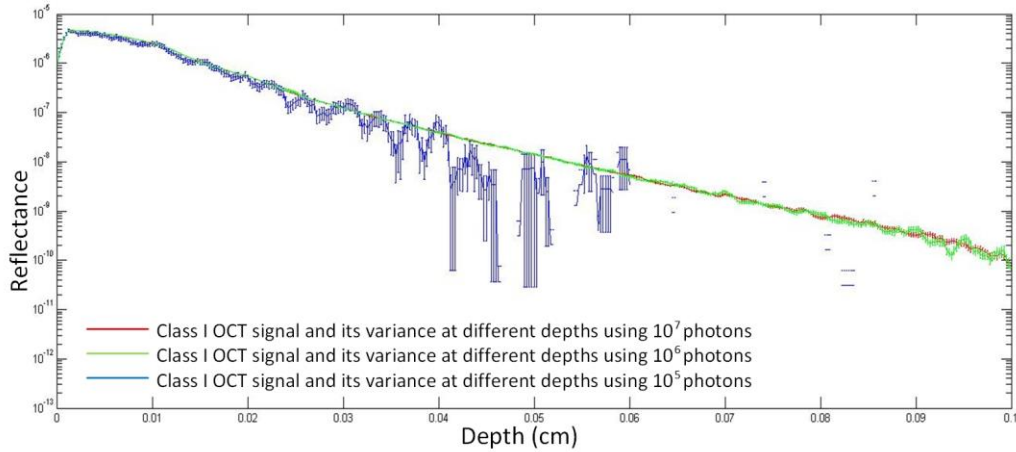 10^-5
10^-6
10^-7
10^-8
10^-9
10^-10
10^-11
10^-12
10^-13
Reflectance
Class I OCT signal and its variance at different depths using 10^7 photons
Class I OCT signal and its variance at different depths using 10^6 photons
Class I OCT signal and its variance at different depths using 10^5 photons
0 0.01 0.02 0.03 0.04 0.05 0.06 0.07 0.08 0.09 0.1
Depth (cm)